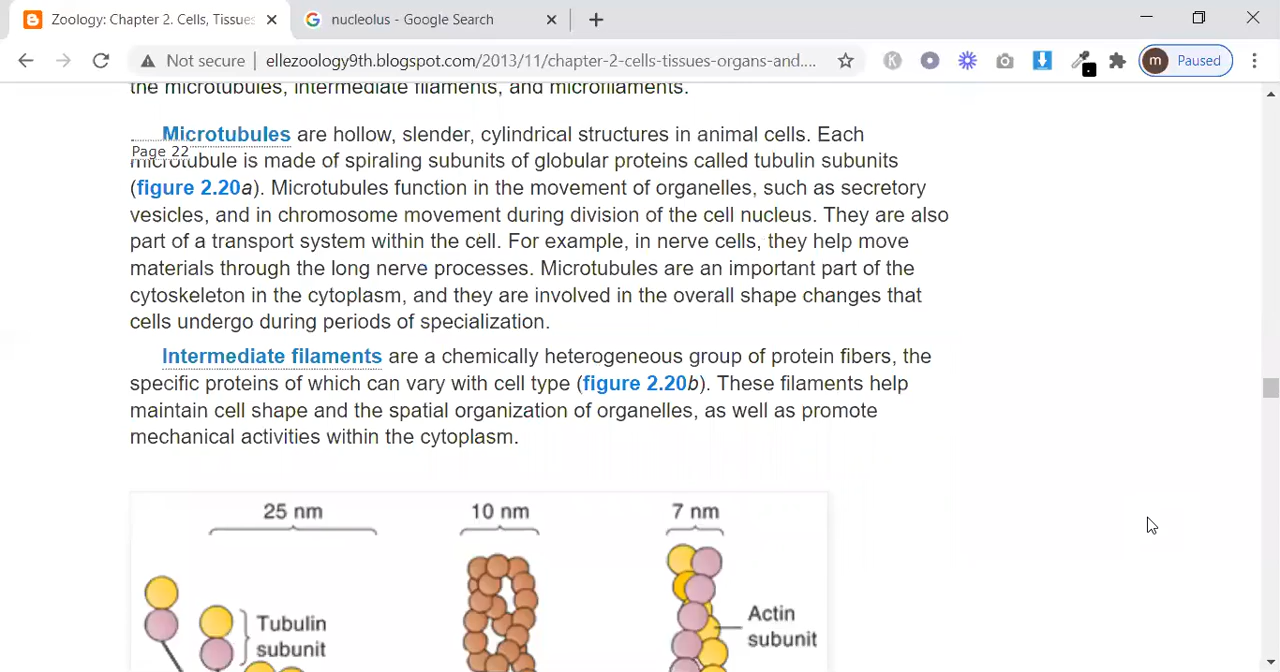 Zoology: Chapter 2. Cells, Tissues
nucleolus - Google Search
Not secure
ellezoology9th.blogspot.com/2013/11/chapter-2-cells-tissues-organs-and....
K
m
Paused
the microtubules, intermediate filaments, and microfilaments.
Microtubules are hollow, slender, cylindrical structures in animal cells. Each
Page 22
microtubule is made of spiraling subunits of globular proteins called tubulin subunits
(figure 2.20a). Microtubules function in the movement of organelles, such as secretory
vesicles, and in chromosome movement during division of the cell nucleus. They are also
part of a transport system within the cell. For example, in nerve cells, they help move
materials through the long nerve processes. Microtubules are an important part of the
cytoskeleton in the cytoplasm, and they are involved in the overall shape changes that
cells undergo during periods of specialization.
Intermediate filaments are a chemically heterogeneous group of protein fibers, the
specific proteins of which can vary with cell type (figure 2.20b). These filaments help
maintain cell shape and the spatial organization of organelles, as well as promote
mechanical activities within the cytoplasm.
25 nm
10 nm
7 nm
Tubulin
subunit
Actin
subunit